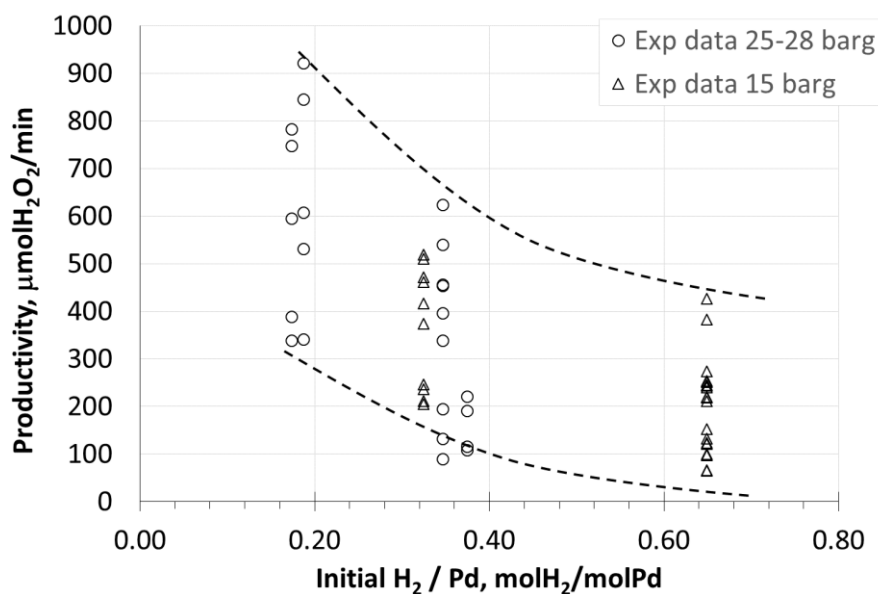 1000
900
800
700
600
500
400
300
200
100
0
Productivity, μmolH₂O₂/min
○ Exp data 25-28 barg
△ Exp data 15 barg
0.00 0.20 0.40 0.60 0.80
Initial H₂ / Pd, molH₂/molPd